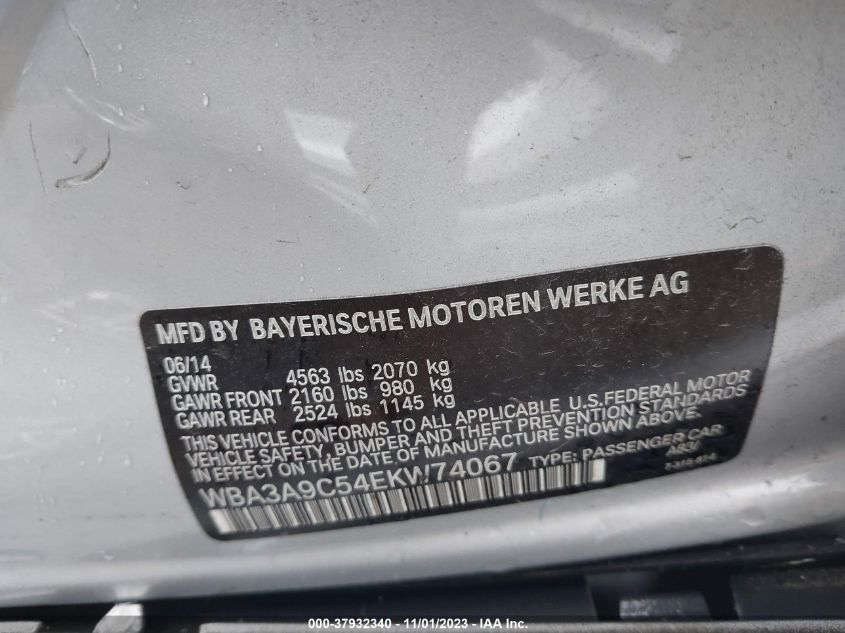 MFD BY BAYERISCHE MOTOREN WERKE AG
06/14
GVWR 4563 lbs 2070 kg
GAWR FRONT 2160 lbs 980 kg
GAWR REAR 2524 lbs 1145 kg
THIS VEHICLE CONFORMS TO ALL APPLICABLE U.S.FEDERAL MOTOR
VEHICLE SAFETY, BUMPER AND THEFT PREVENTION STANDARDS
IN EFFECT ON THE DATE OF MANUFACTURE SHOWN ABOVE.
WBA3A9C54EKW74067 TYPE: PASSENGER CAR
A83/
000-37932340 - 11/01/2023 - IAA Inc.